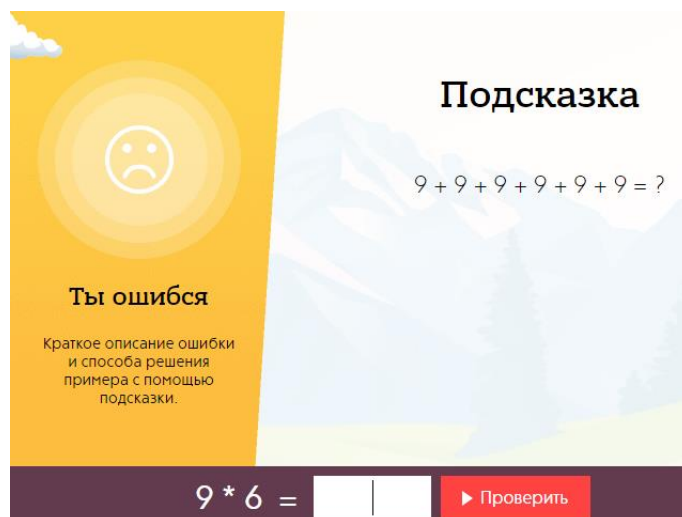 Подсказка
9 + 9 + 9 + 9 + 9 + 9 = ?
Ты ошибся
Краткое описание ошибки
и способа решения
примера с помощью
подсказки.
9 * 6 =
Проверить